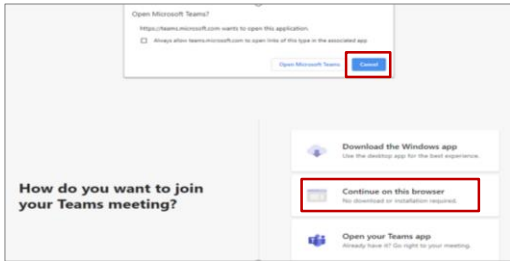 Open Microsoft Teams?
https://teams.microsoft.com wants to open this application.
Always allow teams.microsoft.com to open links of this type in the associated app
Open Microsoft Teams
Cancel
Download the Windows app
Use the desktop app for the best experience.
How do you want to join
your Teams meeting?
Continue on this browser
No download or installation required.
Open your Teams app
Already have it? Go right to your meeting.